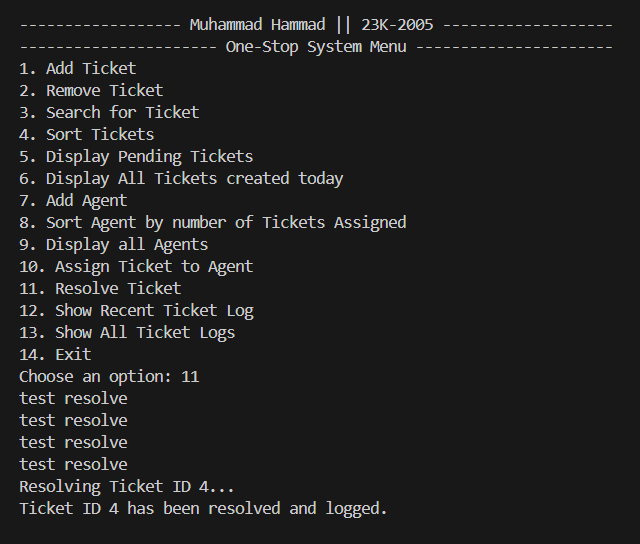 ------------------ Muhammad Hammad || 23K-2005 -------------------
---------------------- One-Stop System Menu ----------------------
1. Add Ticket
2. Remove Ticket
3. Search for Ticket
4. Sort Tickets
5. Display Pending Tickets
6. Display All Tickets created today
7. Add Agent
8. Sort Agent by number of Tickets Assigned
9. Display all Agents
10. Assign Ticket to Agent
11. Resolve Ticket
12. Show Recent Ticket Log
13. Show All Ticket Logs
14. Exit
Choose an option: 11
test resolve
test resolve
test resolve
test resolve
Resolving Ticket ID 4...
Ticket ID 4 has been resolved and logged.